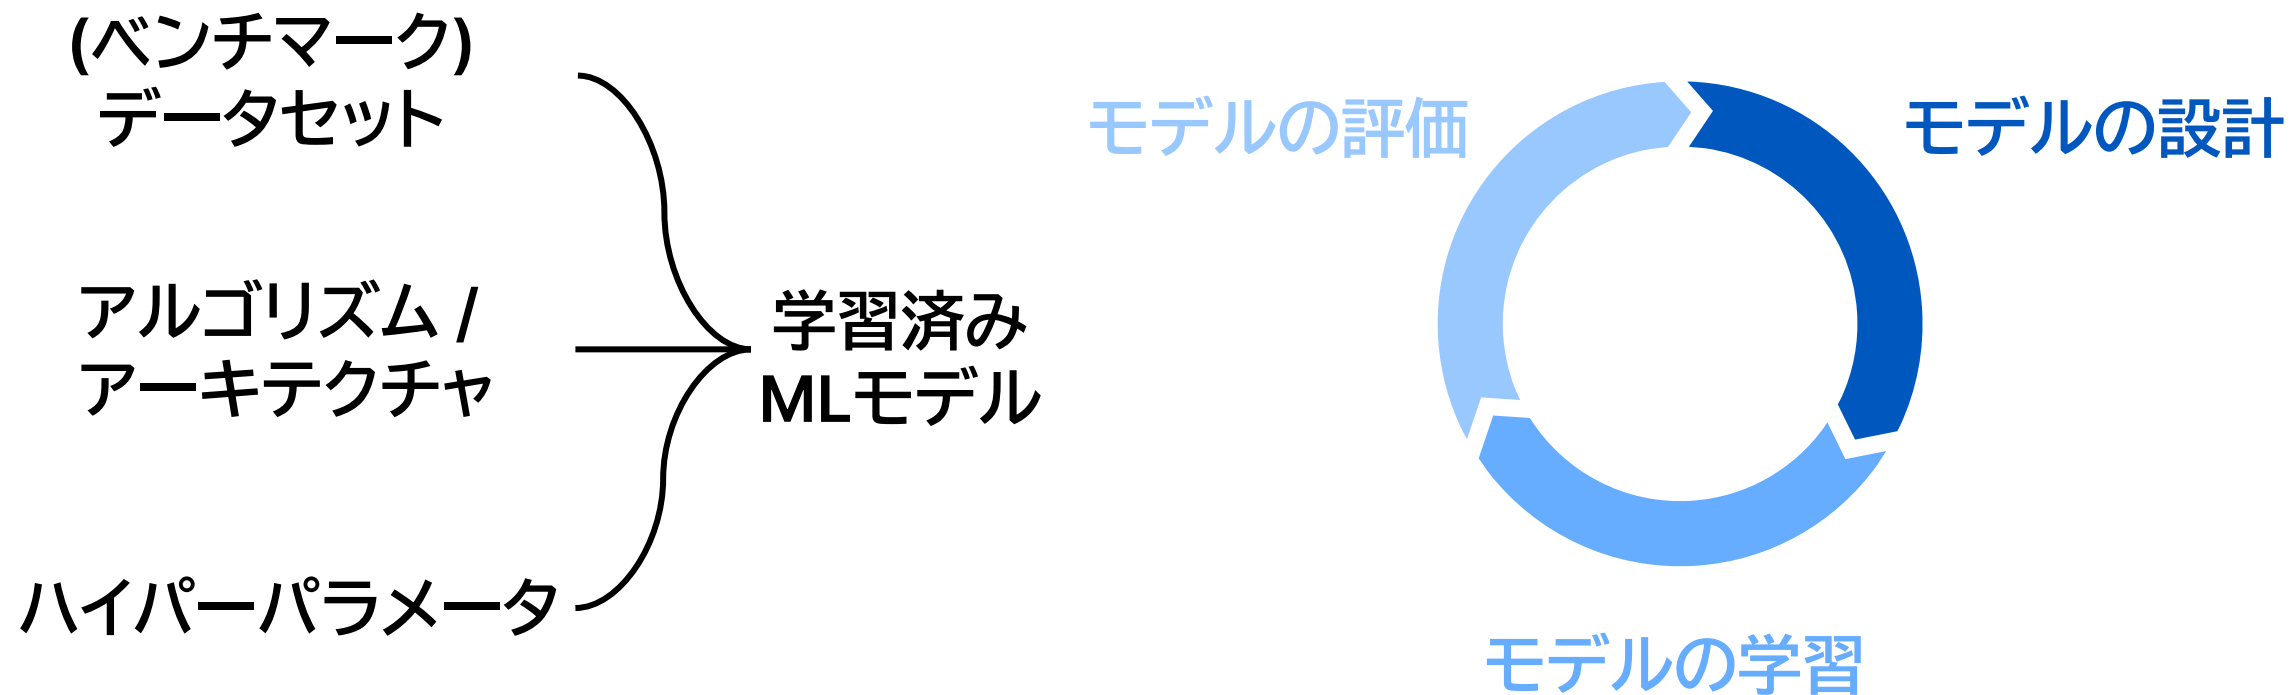 (ベンチマーク)
データセット
アルゴリズム /
アーキテクチャ
ハイパーパラメータ
学習済み
MLモデル
モデルの評価
モデルの設計
モデルの学習